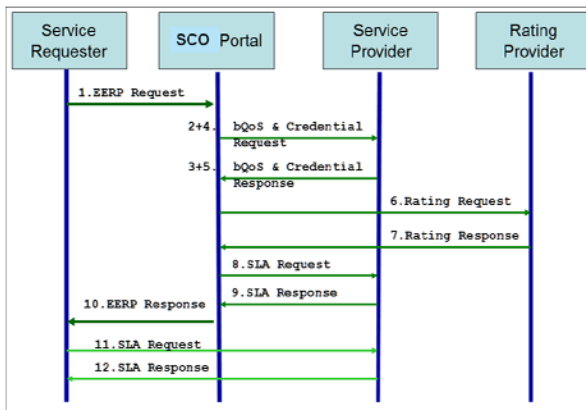 Service
Requester
SCO Portal
Service
Provider
Rating
Provider
1.EERP Request
2+4. bQoS & Credential
Request
3+5. bQoS & Credential
Response
6.Rating Request
7.Rating Response
8.SLA Request
9.SLA Response
10.EERP Response
11.SLA Request
12.SLA Response